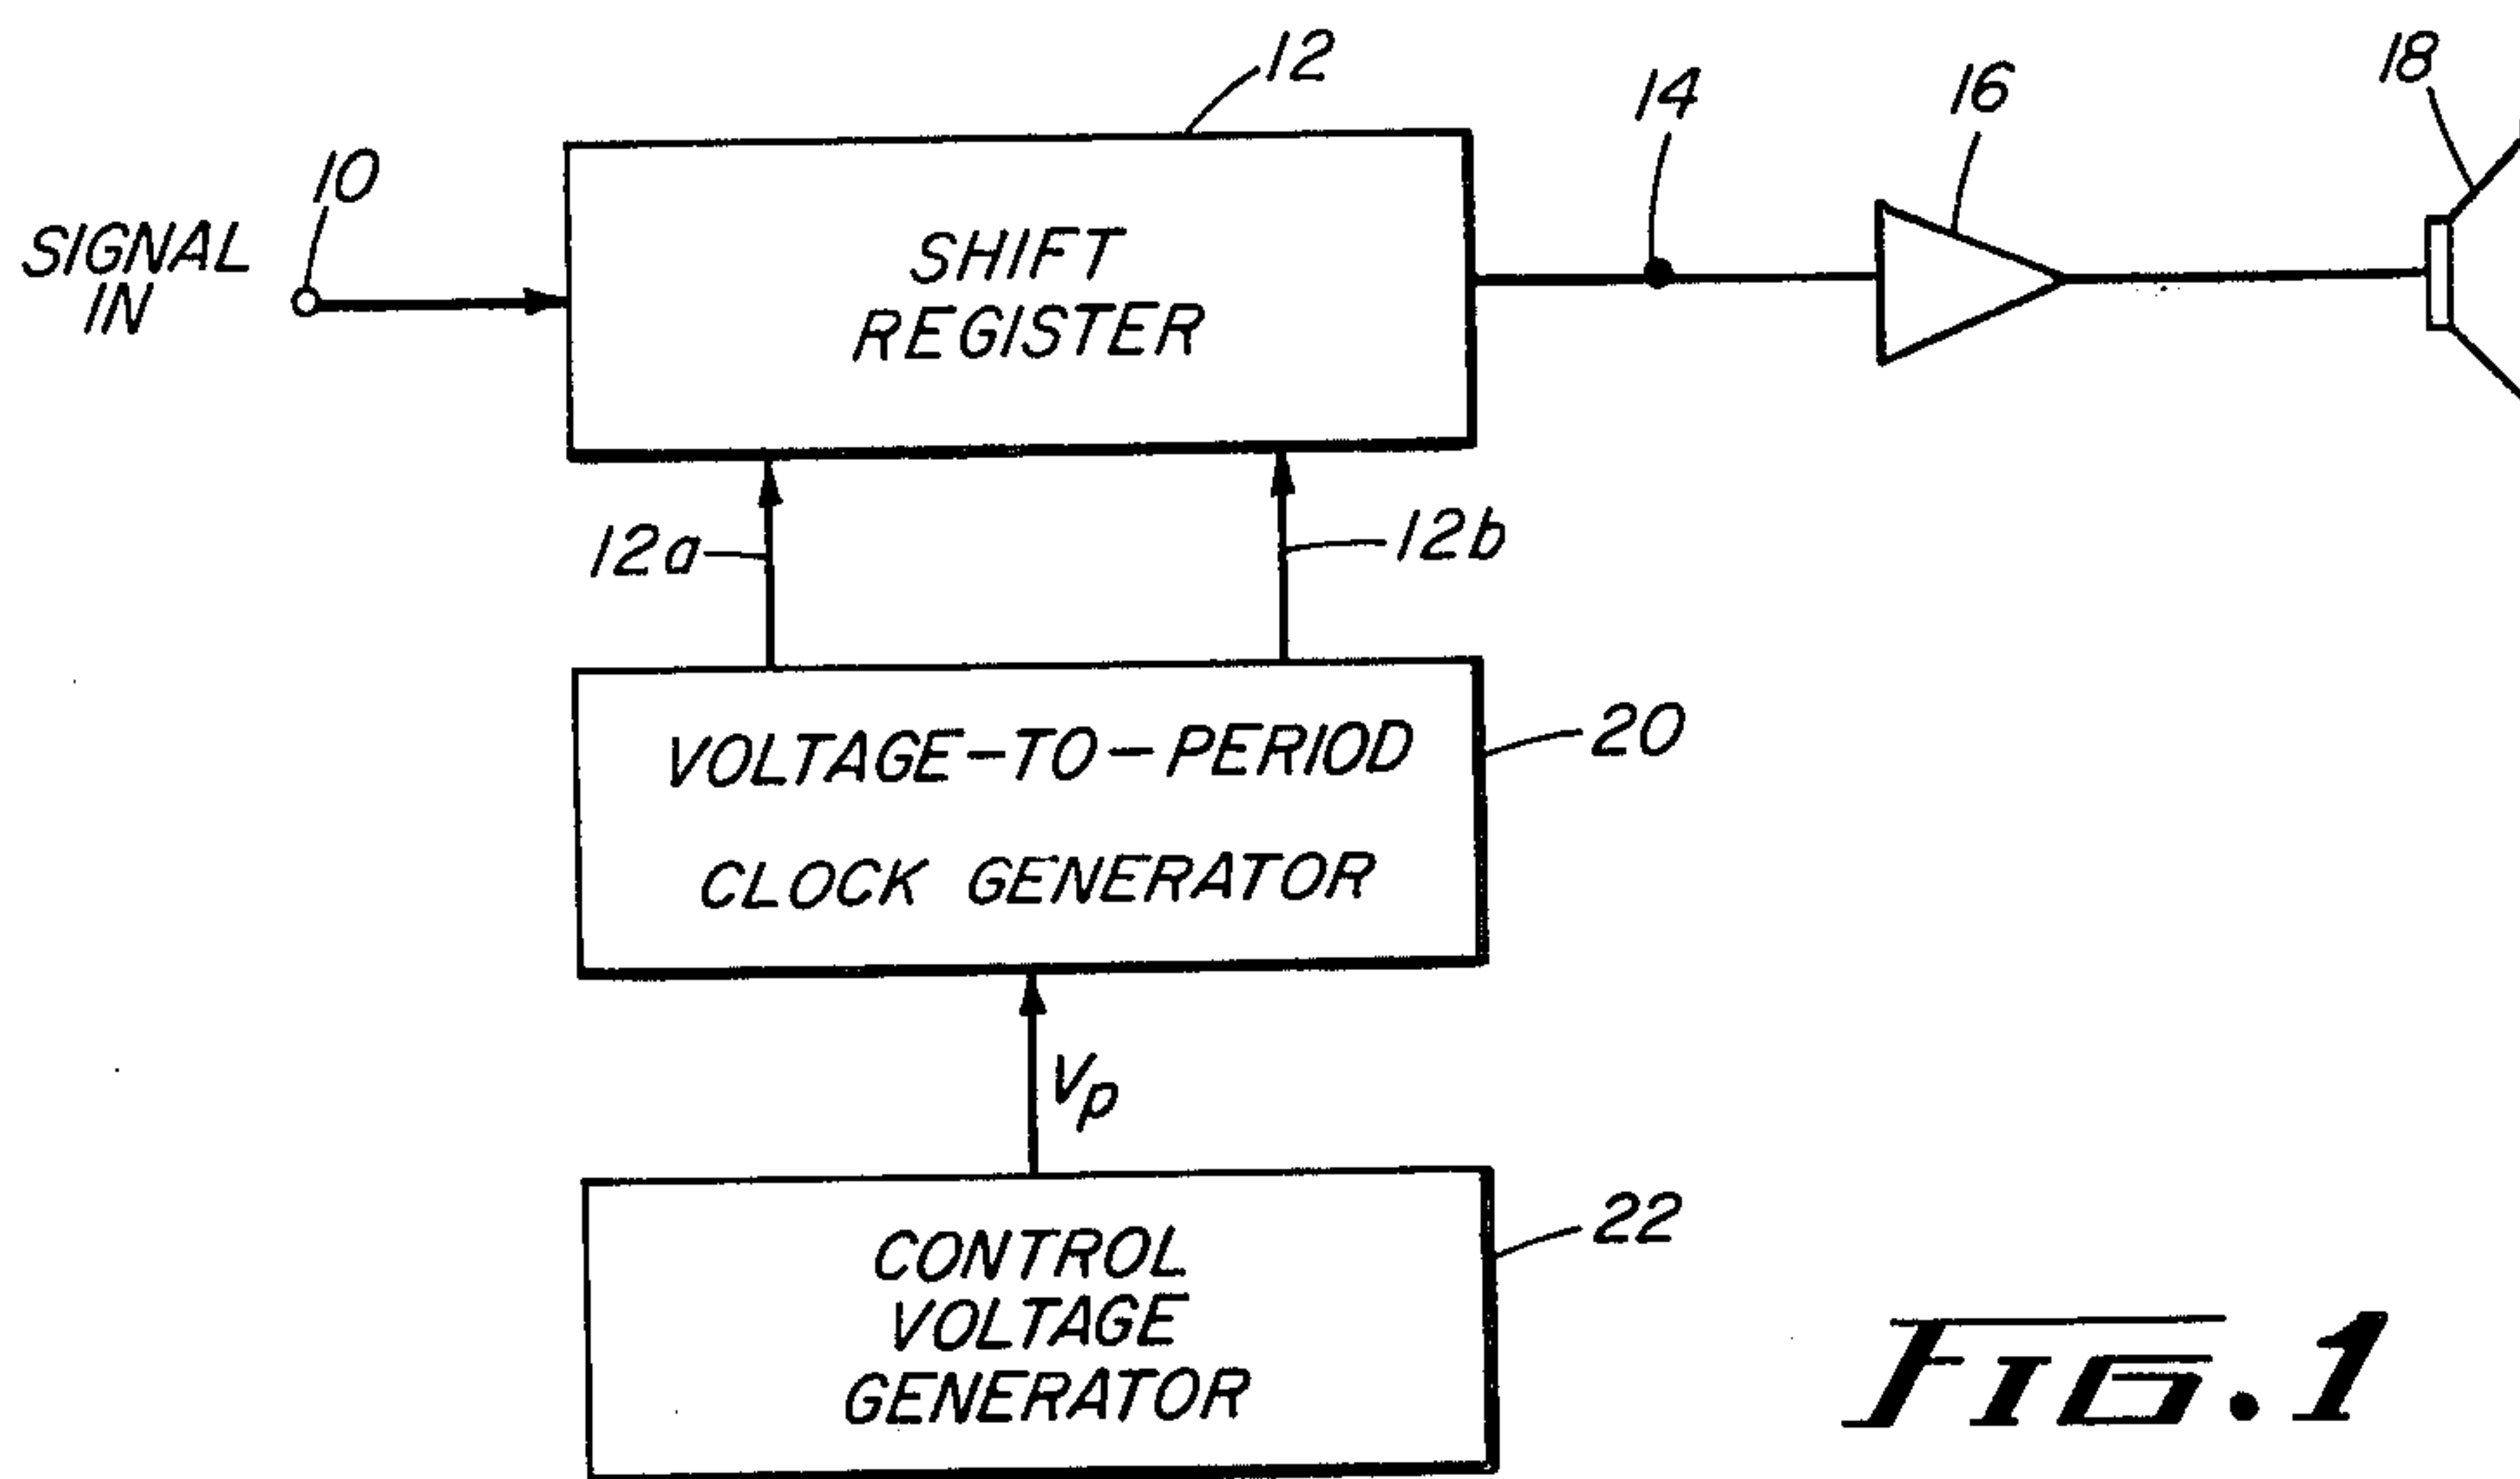 12
14
16
18
10
SIGNAL
IN
SHIFT
REGISTER
12a
12b
VOLTAGE-TO-PERIOD
CLOCK GENERATOR
20
Vp
CONTROL
VOLTAGE
GENERATOR
22
FIG. 1